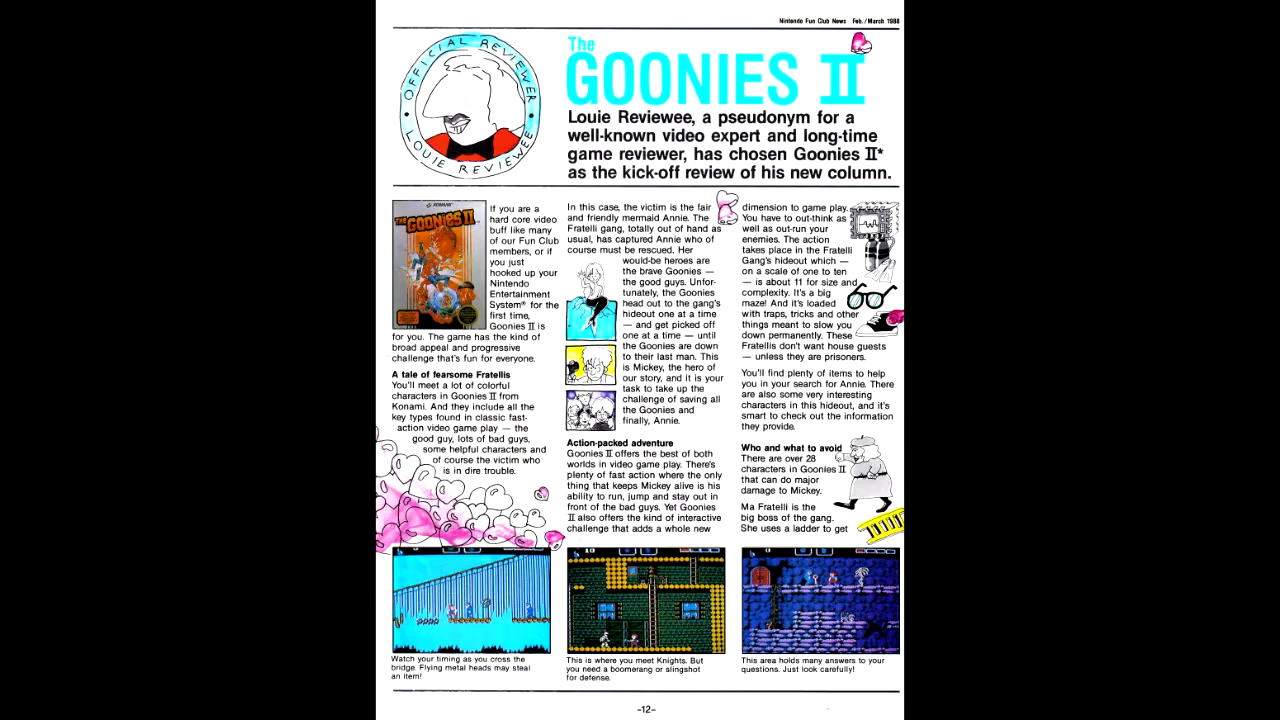 Nintendo Fun Club News Feb./March 1988
OFFICIAL REVIEWER
LOUIE REVIEWEE
The
GOONIES II
Louie Reviewee, a pseudonym for a
well-known video expert and long-time
game reviewer, has chosen Goonies II*
as the kick-off review of his new column.
KONAMI
THE GOONIES II
If you are a
hard core video
buff like many
of our Fun Club
members, or if
you just
hooked up your
Nintendo
Entertainment
System® for the
first time,
Goonies II is
for you. The game has the kind of
broad appeal and progressive
challenge that's fun for everyone.
A tale of fearsome Fratellis
You'll meet a lot of colorful
characters in Goonies II from
Konami. And they include all the
key types found in classic fast-
action video game play — the
good guy, lots of bad guys,
some helpful characters and
of course the victim who
is in dire trouble.
In this case, the victim is the fair
and friendly mermaid Annie. The
Fratelli gang, totally out of hand as
usual, has captured Annie who of
course must be rescued. Her
would-be heroes are
the brave Goonies —
the good guys. Unfor-
tunately, the Goonies
head out to the gang's
hideout one at a time
— and get picked off
one at a time — until
the Goonies are down
to their last man. This
is Mickey, the hero of
our story, and it is your
task to take up the
challenge of saving all
the Goonies and
finally, Annie.
Action-packed adventure
Goonies II offers the best of both
worlds in video game play. There's
plenty of fast action where the only
thing that keeps Mickey alive is his
ability to run, jump and stay out in
front of the bad guys. Yet Goonies
II also offers the kind of interactive
challenge that adds a whole new
dimension to game play.
You have to out-think as
well as out-run your
enemies. The action
takes place in the Fratelli
Gang's hideout which —
on a scale of one to ten
— is about 11 for size and
complexity. It's a big
maze! And it's loaded
with traps, tricks and other
things meant to slow you
down permanently. These
Fratellis don't want house guests
— unless they are prisoners.
You'll find plenty of items to help
you in your search for Annie. There
are also some very interesting
characters in this hideout, and it's
smart to check out the information
they provide.
Who and what to avoid
There are over 28
characters in Goonies II
that can do major
damage to Mickey.
Ma Fratelli is the
big boss of the gang.
She uses a ladder to get
Watch your timing as you cross the
bridge. Flying metal heads may steal
an item!
This is where you meet Knights. But
you need a boomerang or slingshot
for defense.
This area holds many answers to your
questions. Just look carefully!
-12-